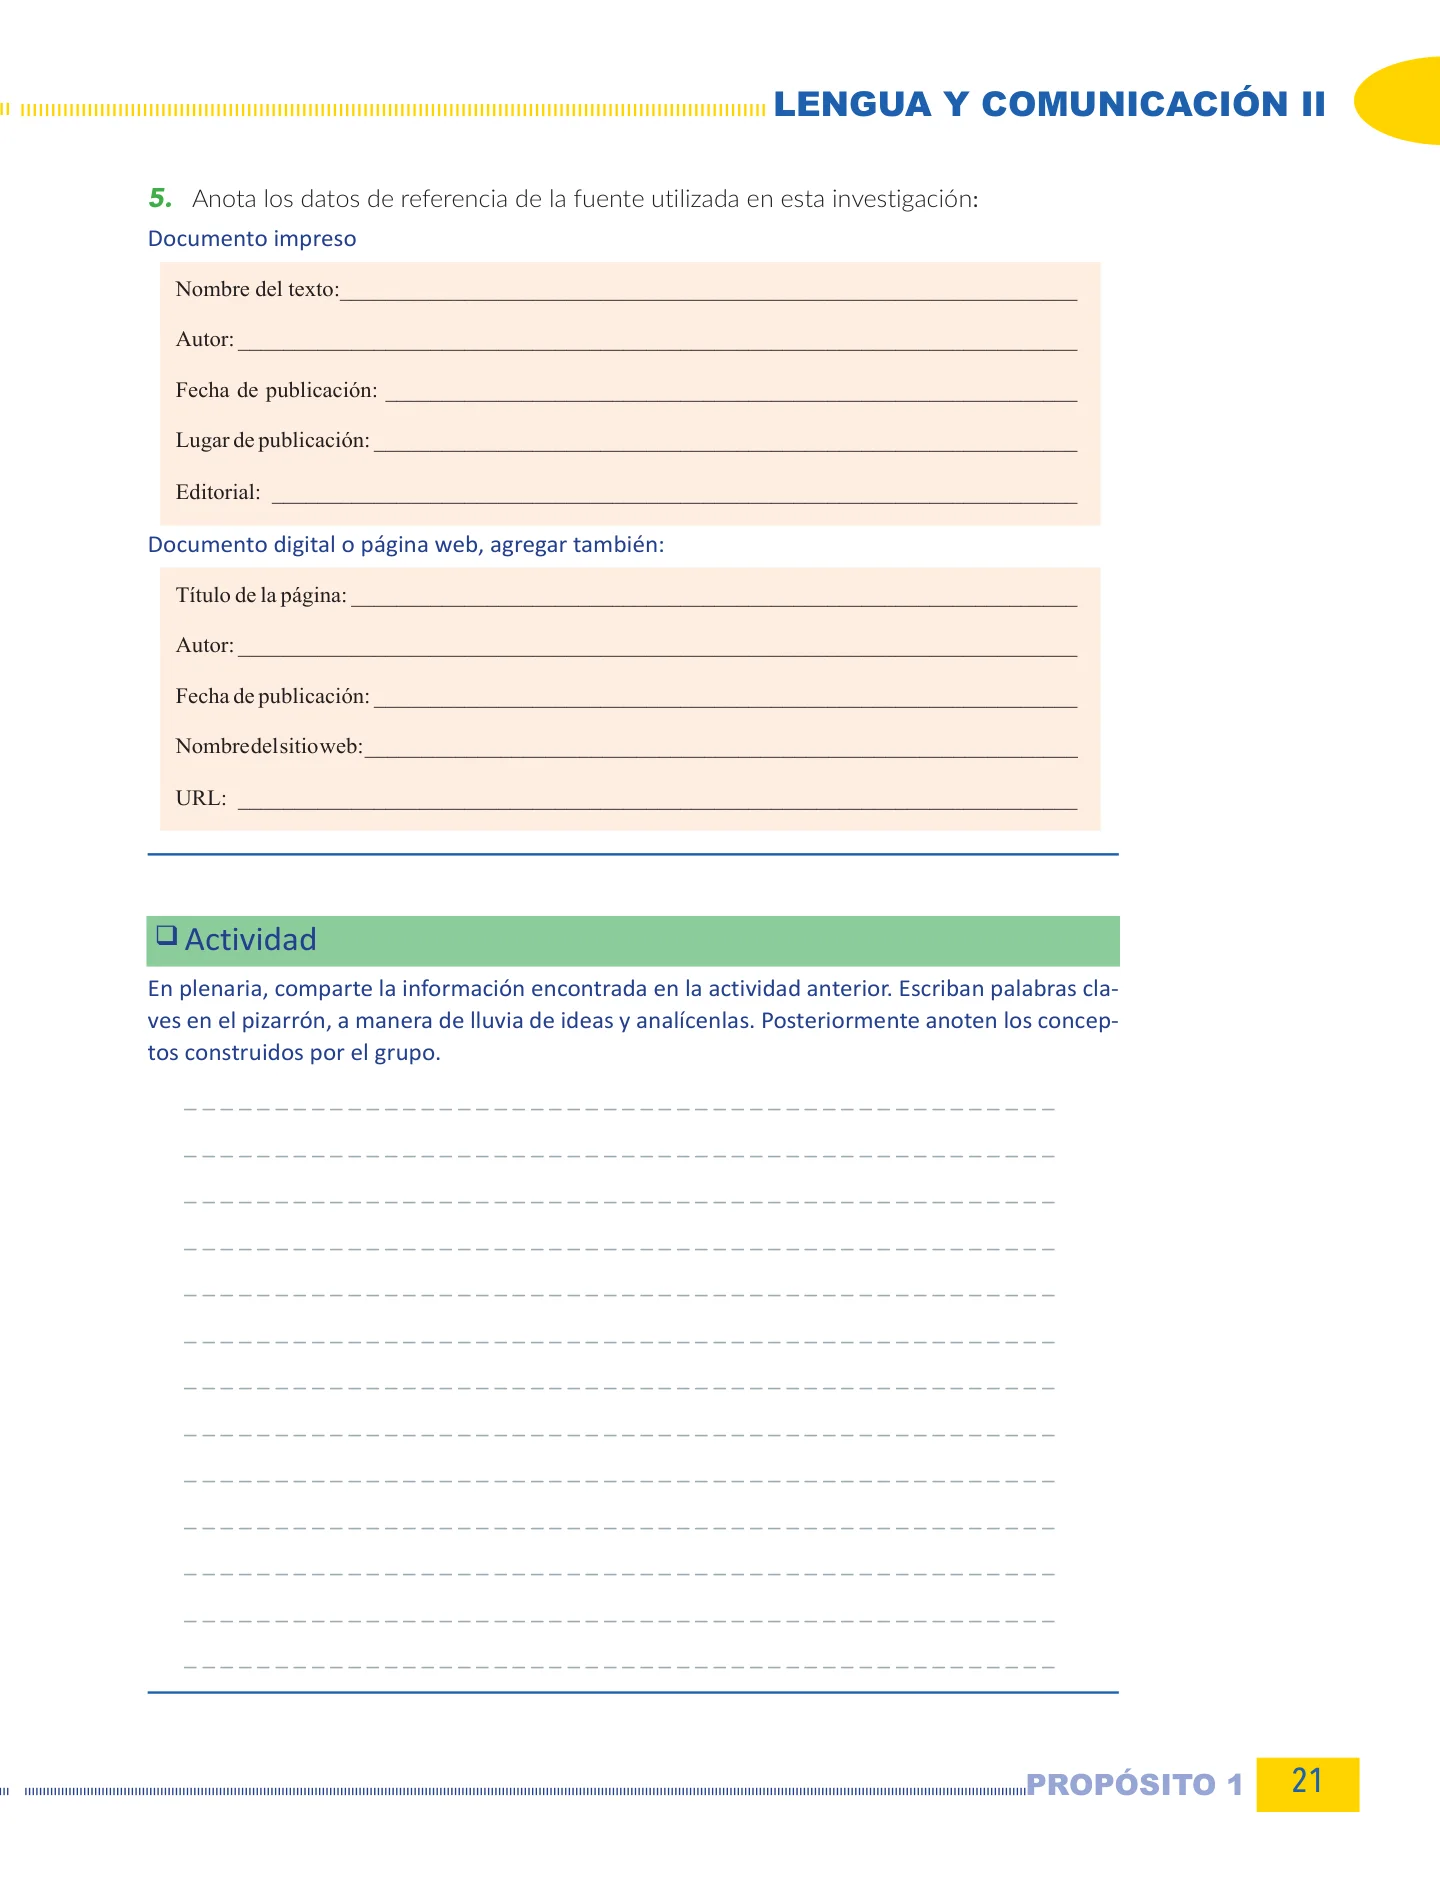 LENGUA Y COMUNICACIÓN II
5. Anota los datos de referencia de la fuente utilizada en esta investigación:
Documento impreso
Nombre del texto:
Autor:
Fecha de publicación:
Lugar de publicación:
Editorial:
Documento digital o página web, agregar también:
Título de la página:
Autor:
Fecha de publicación:
Nombre del sitio web:
URL:
❑ Actividad
En plenaria, comparte la información encontrada en la actividad anterior. Escriban palabras cla-
ves en el pizarrón, a manera de lluvia de ideas y analícenlas. Posteriormente anoten los concep-
tos construidos por el grupo.
PROPÓSITO 1 21